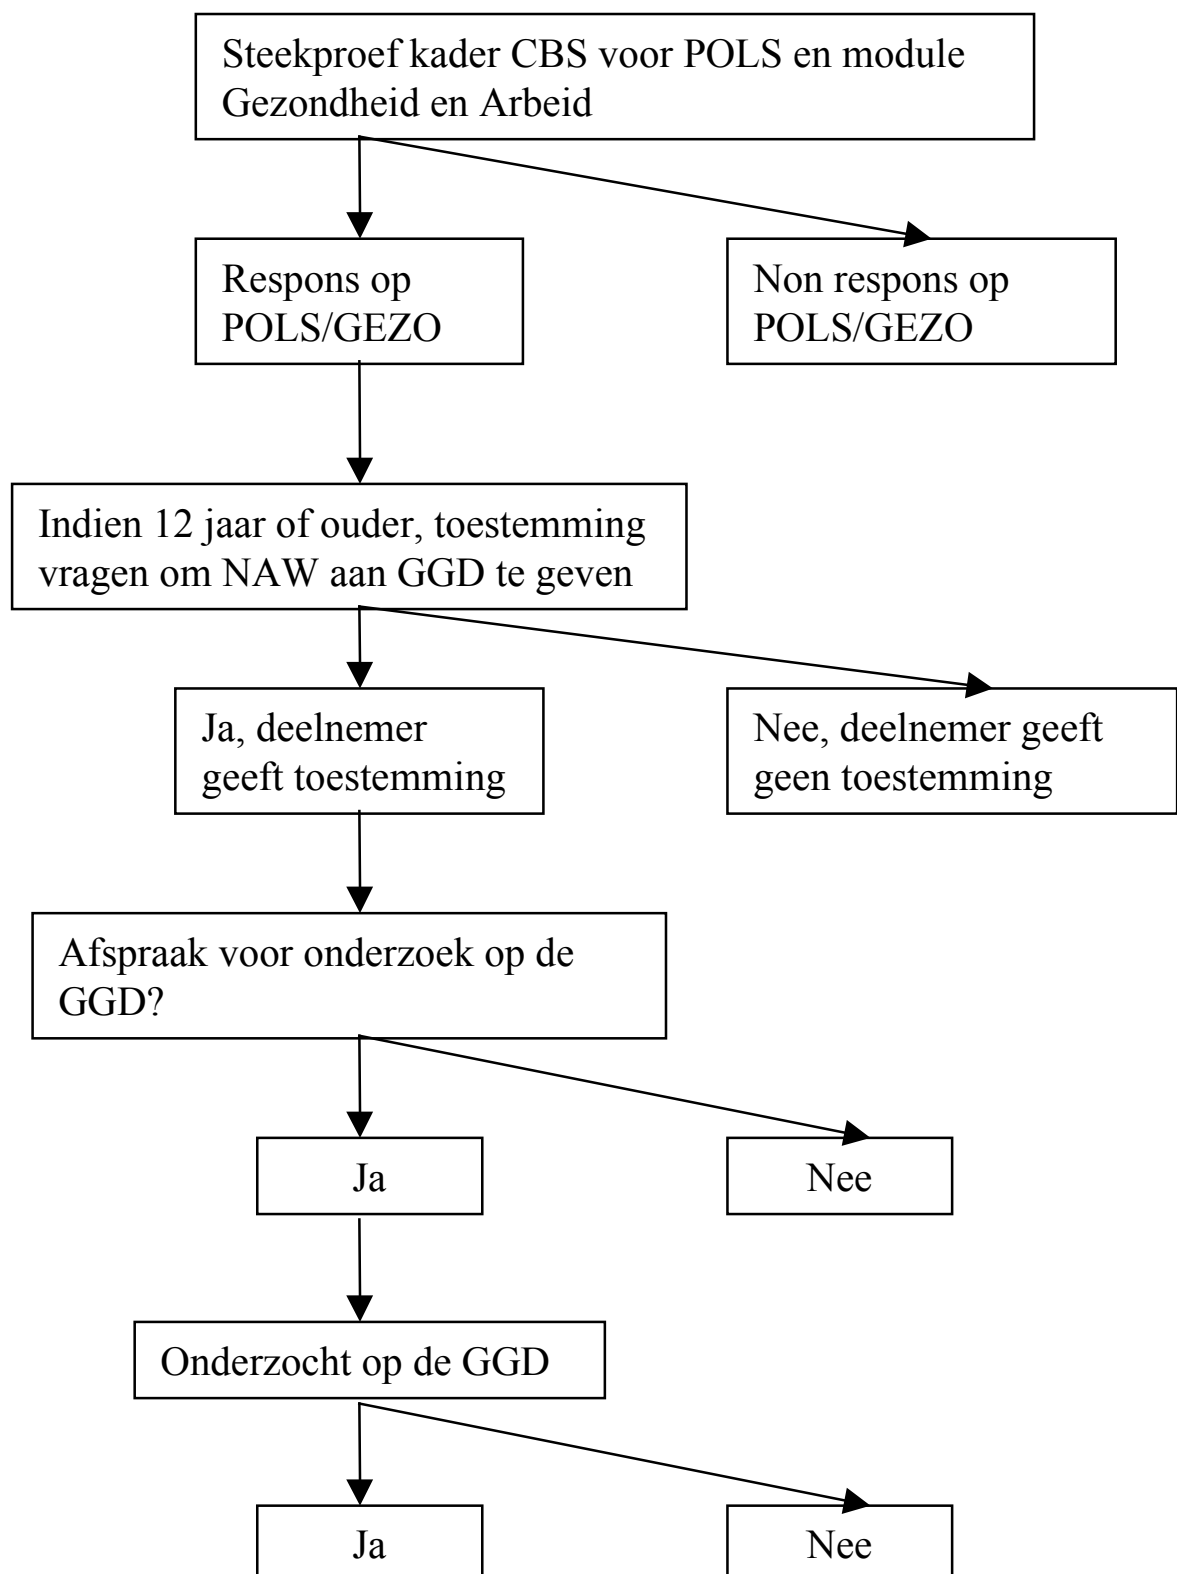 Steekproef kader CBS voor POLS en module
Gezondheid en Arbeid
Respons op
POLS/GEZO
Non respons op
POLS/GEZO
Indien 12 jaar of ouder, toestemming
vragen om NAW aan GGD te geven
Ja, deelnemer
geeft toestemming
Nee, deelnemer geeft
geen toestemming
Afspraak voor onderzoek op de
GGD?
Ja
Nee
Onderzocht op de GGD
Ja
Nee